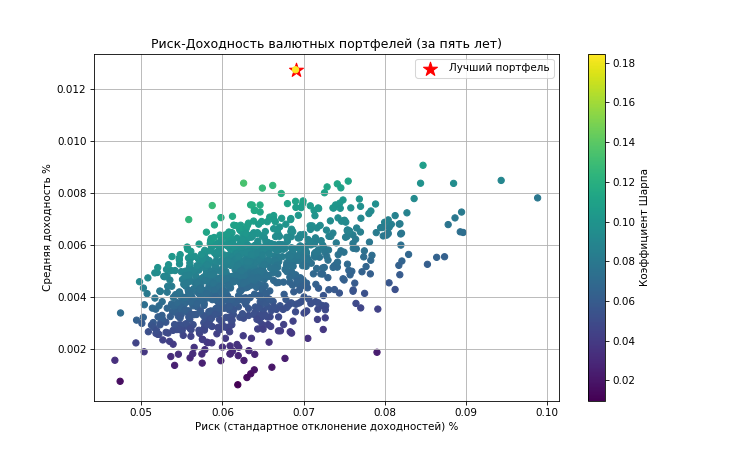 Риск-Доходность валютных портфелей (за пять лет)
Лучший портфель
Средняя доходность %
0.012
0.010
0.008
0.006
0.004
0.002
0.05 0.06 0.07 0.08 0.09 0.10
Риск (стандартное отклонение доходностей) %
0.18
0.16
0.14
0.12
0.10
0.08
0.06
0.04
0.02
Коэффициент Шарпа